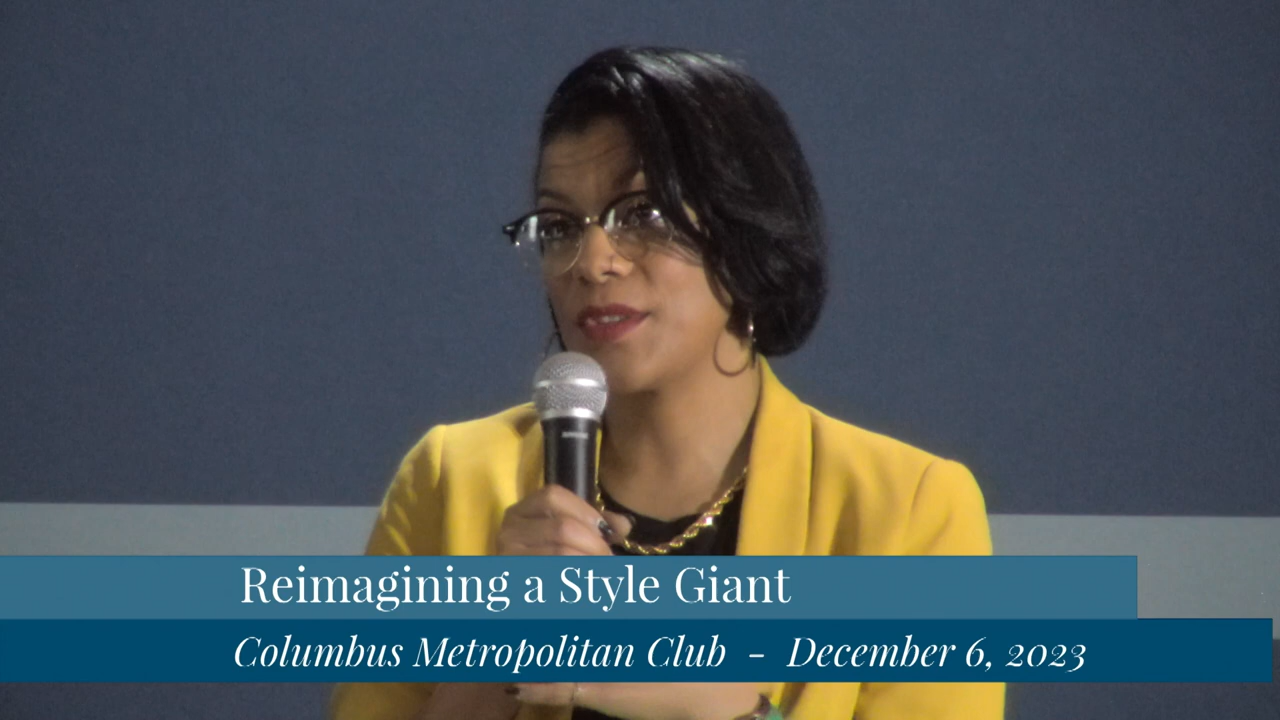 Reimagining a Style Giant
Columbus Metropolitan Club - December 6, 2023